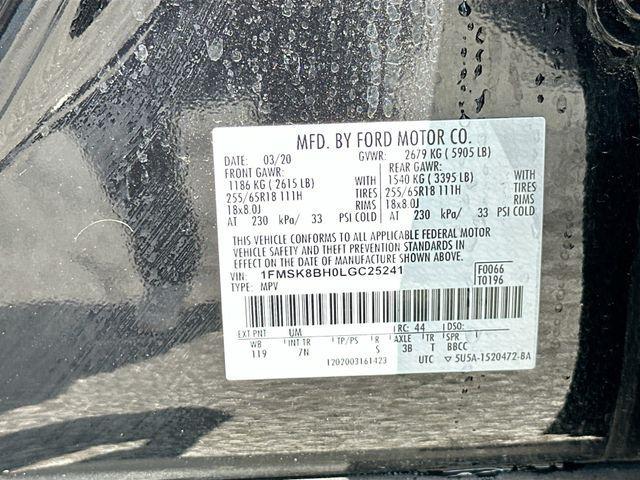 MFD. BY FORD MOTOR CO.
DATE: 03/20 GVWR: 2679 KG ( 5905 LB)
FRONT GAWR: REAR GAWR:
1186 KG ( 2615 LB) WITH 1540 KG ( 3395 LB) WITH
255/65R18 111H TIRES 255/65R18 111H TIRES
18x8.0J RIMS 18x8.0J RIMS
AT 230 kPa/ 33 PSI COLD AT 230 kPa/ 33 PSI COLD
THIS VEHICLE CONFORMS TO ALL APPLICABLE FEDERAL MOTOR
VEHICLE SAFETY AND THEFT PREVENTION STANDARDS IN
EFFECT ON THE DATE OF MANUFACTURE SHOWN ABOVE.
VIN: 1FMSK8BH0LGC25241 F0066
TYPE: MPV T0196
EXT PNT: UM RC: 44 DSO:
WB INT TR TP/PS R AXLE TR SPR
119 7N S 3B T BBCC
1202003161423 UTC 5U5A-1520472-BA